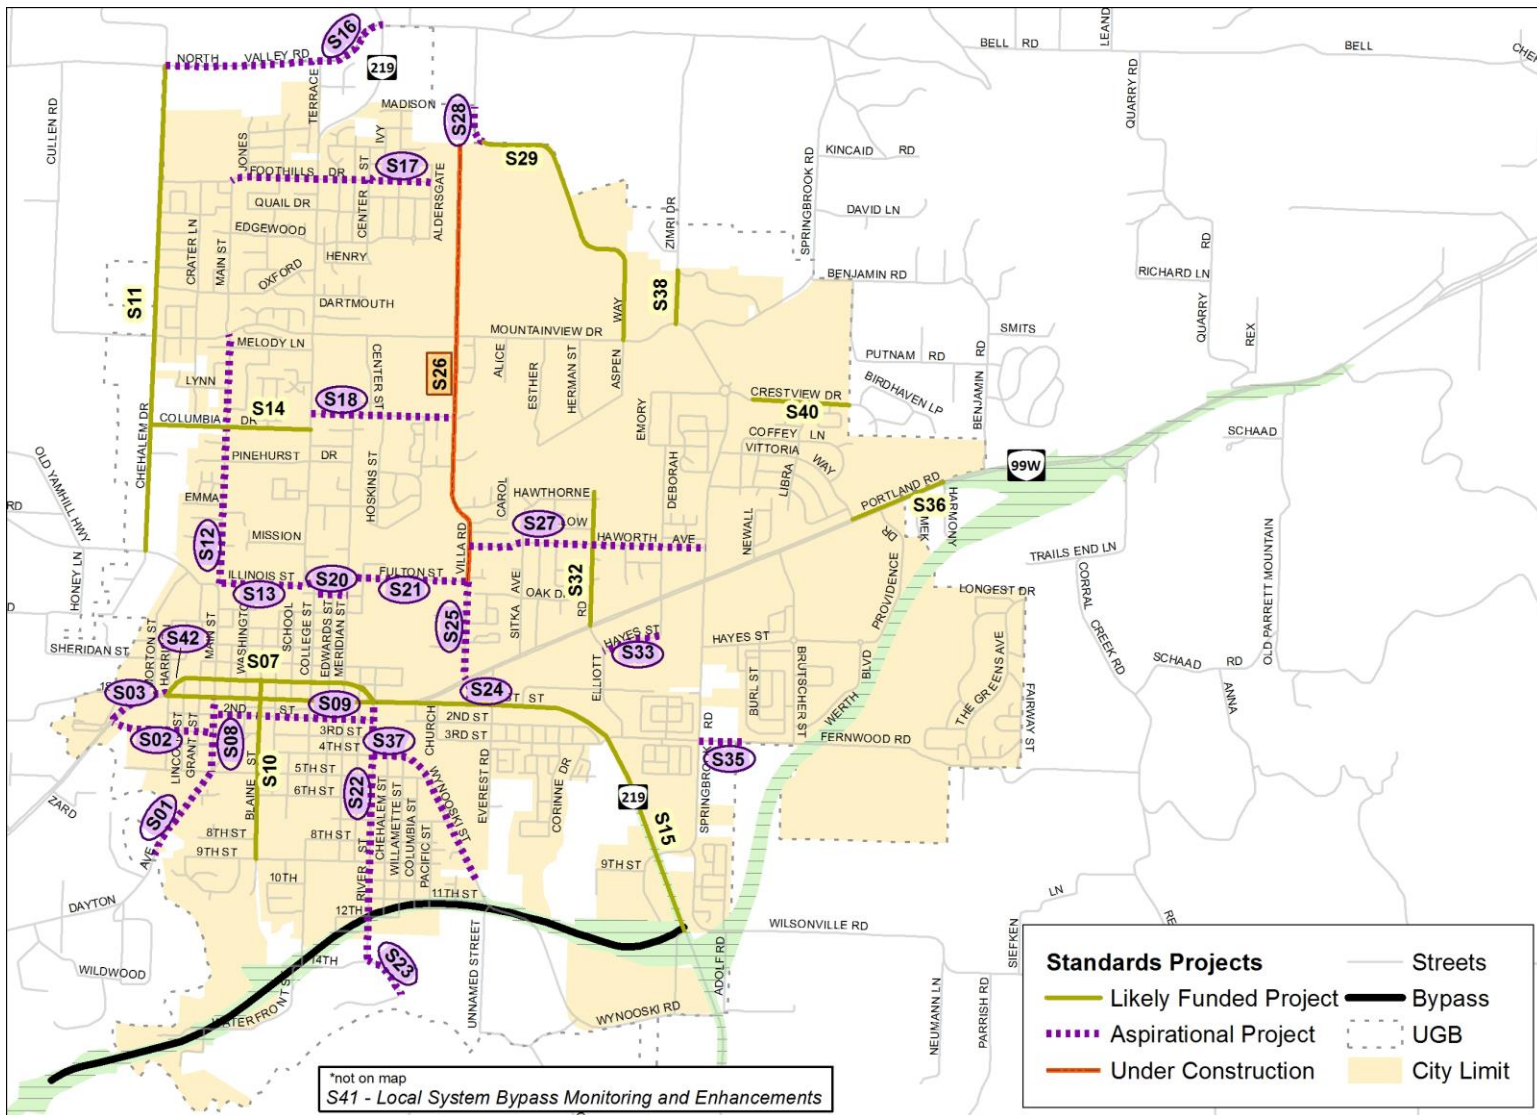 S16
NORTH VALLEY RD
219
BELL RD
LEAND
BELL
CULLEN RD
TERRACE
MADISON
IVY
S28
QUARRY RD
JONES
S17
FOOTHILLS DR
ST
S29
KINCAID RD
SPRINGBROOK RD
ALDERSGATE
QUAIL DR
CENTER
ZIMRI DR
DAVID LN
CRATER LN
MAIN ST
EDGEWOOD
HENRY
OXFORD
RD
BENJAMIN RD
RICHARD LN
S11
DARTMOUTH
S38
WAY
QUARRY
REX
MOUNTAINVIEW DR
SMITS
MELODY LN
CENTER ST
S26
ALICE
ESTHER
HERMAN ST
ASPEN
PUTNAM RD
BENJAMIN RD
LYNN
S18
CRESTVIEW DR
BIRDHAVEN LP
S14
S40
COLUMBIA DR
EMORY
COFFEY LN
VITTORIA
WAY
LIBRA
SCHAAD
CHEHALEM DR
OLD YAMHILL HWY
PINEHURST DR
HOSKINS ST
DEBORAH
99W
EMMA
CAROL
HAWTHORNE
PORTLAND RD
S36
HARMONY
RD
S12
MISSION
VILLA RD
S27
LOW
HAWORTH AVE
NEWALL
DR
MEEK
TRAILS END LN
HONEY LN
ILLINOIS ST
S20
FULTON ST
S13
S21
SITKA AVE
OAK D
S32
RD
PROVIDENCE
LONGEST DR
CORRAL CREEK RD
OLD PARRETT MOUNTAIN
D
S42
S25
SHERIDAN ST
MORTON ST
HARRI
MAIN ST
WASHINGTO
SCHOOL
COLLEGE ST
EDWARDS ST
MERIDIAN ST
HAYES ST
S33
HAYES ST
S07
S03
S24
ST ST
ELLIOTT
SCHAAD RD
ANNA
S09
2ND ST
BURL ST
BRUTSCHER ST
BLVD
WERTH
THE GREENS AVE
FAIRWAY ST
S02
LINCOL ST
GRANT ST
S08
3RD ST
4TH ST
S37
CHURCH
2ND ST
3RD ST
RD
FERNWOOD RD
S35
5TH ST
6TH ST
S10
BLAINE ST
S22
WYNOOSKI ST
EVEREST RD
CORINNE DR
219
SPRINGBROOK
ZARD
S01
CHEHALEM ST
WILLAMETTE ST
COLUMBIA ST
PACIFIC ST
S15
8TH ST
8TH ST
AVE
9TH ST
9TH ST
10TH
RIVER ST
11TH ST
LN
DAYTON
12TH
WILSONVILLE RD
RE
SIEFKEN
WILDWOOD
14TH
S23
UNNAMED STREET
ADOLF RD
WATERFRONT S
WYNOOSKI RD
NEUMANN LN
PARRISH RD
Standards Projects
Likely Funded Project
Aspirational Project
Under Construction
Streets
Bypass
UGB
City Limit
*not on map
S41 - Local System Bypass Monitoring and Enhancements